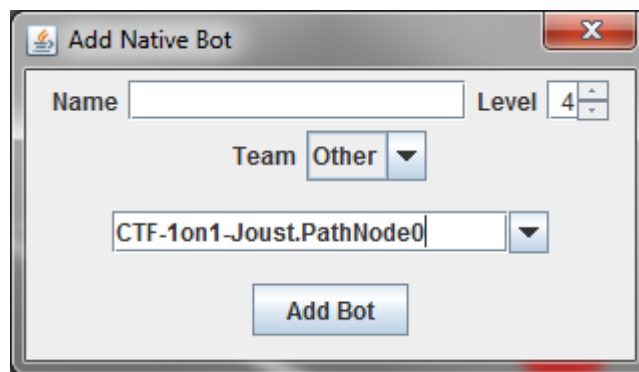 Add Native Bot
Name Level 4
Team Other
CTF-1on1-Joust.PathNode0
Add Bot